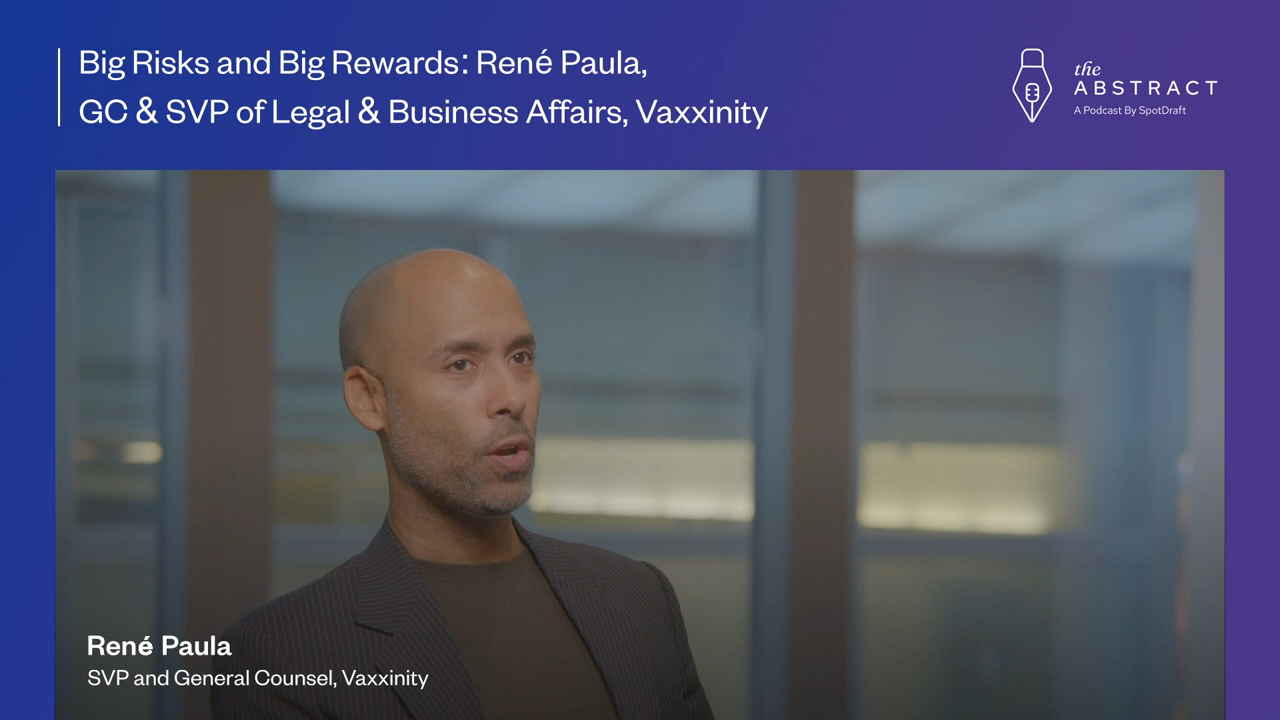 Big Risks and Big Rewards: René Paula,
GC & SVP of Legal & Business Affairs, Vaxxinity
the
ABSTRACT
A Podcast By SpotDraft
René Paula
SVP and General Counsel, Vaxxinity